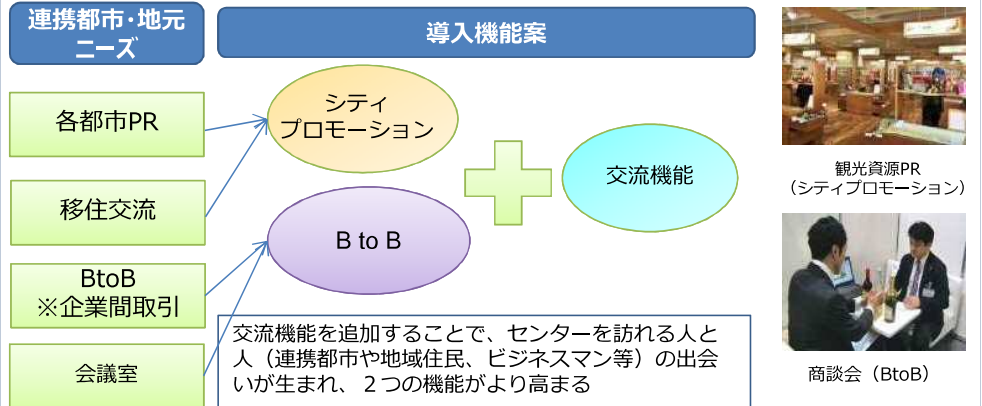 連携都市・地元
ニーズ
導入機能案
各都市PR
移住交流
BtoB
※企業間取引
会議室
シティ
プロモーション
B to B
交流機能
交流機能を追加することで、センターを訪れる人と
人（連携都市や地域住民、ビジネスマン等）の出会
いが生まれ、２つの機能がより高まる
観光資源PR
（シティプロモーション）
商談会（BtoB）